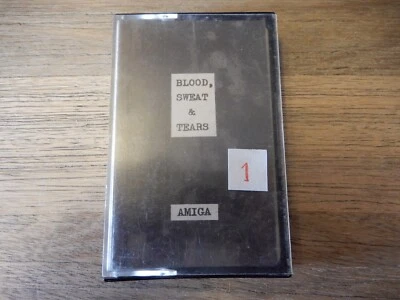 BLOOD,
SWEAT
&
TEARS
1
AMIGA